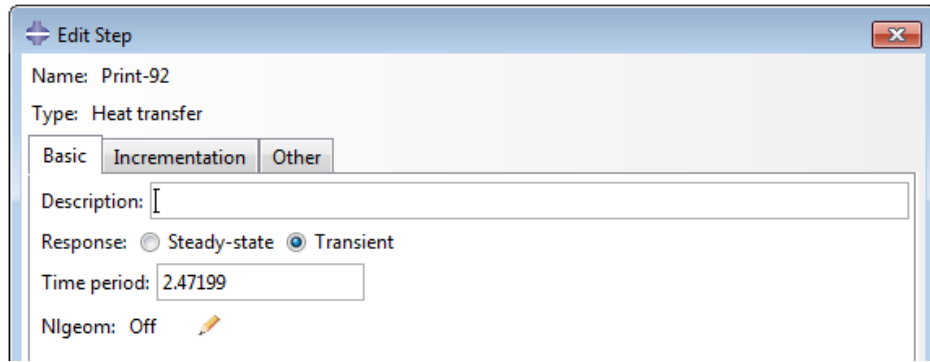 Edit Step
Name: Print-92
Type: Heat transfer
Basic Incrementation Other
Description:
Response: Steady-state Transient
Time period: 2.47199
Nlgeom: Off